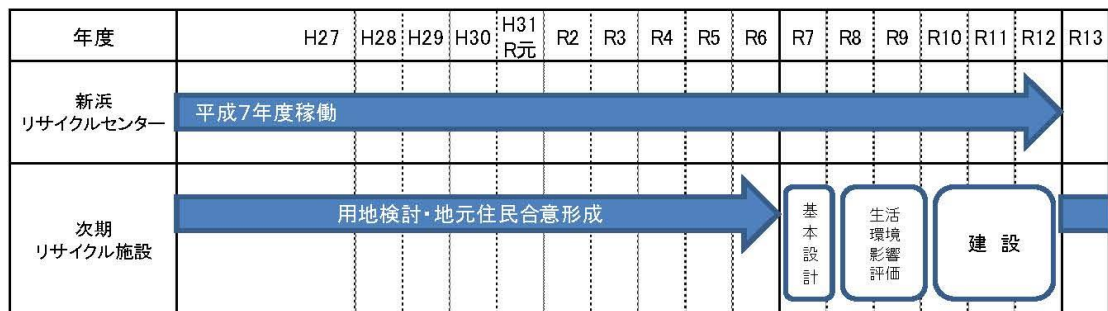 年度
H27
H28
H29
H30
H31
R元
R2
R3
R4
R5
R6
R7
R8
R9
R10
R11
R12
R13
新浜
リサイクルセンター
平成7年度稼働
次期
リサイクル施設
用地検討・地元住民合意形成
基
本
設
計
生活
環境
影響
評価
建 設